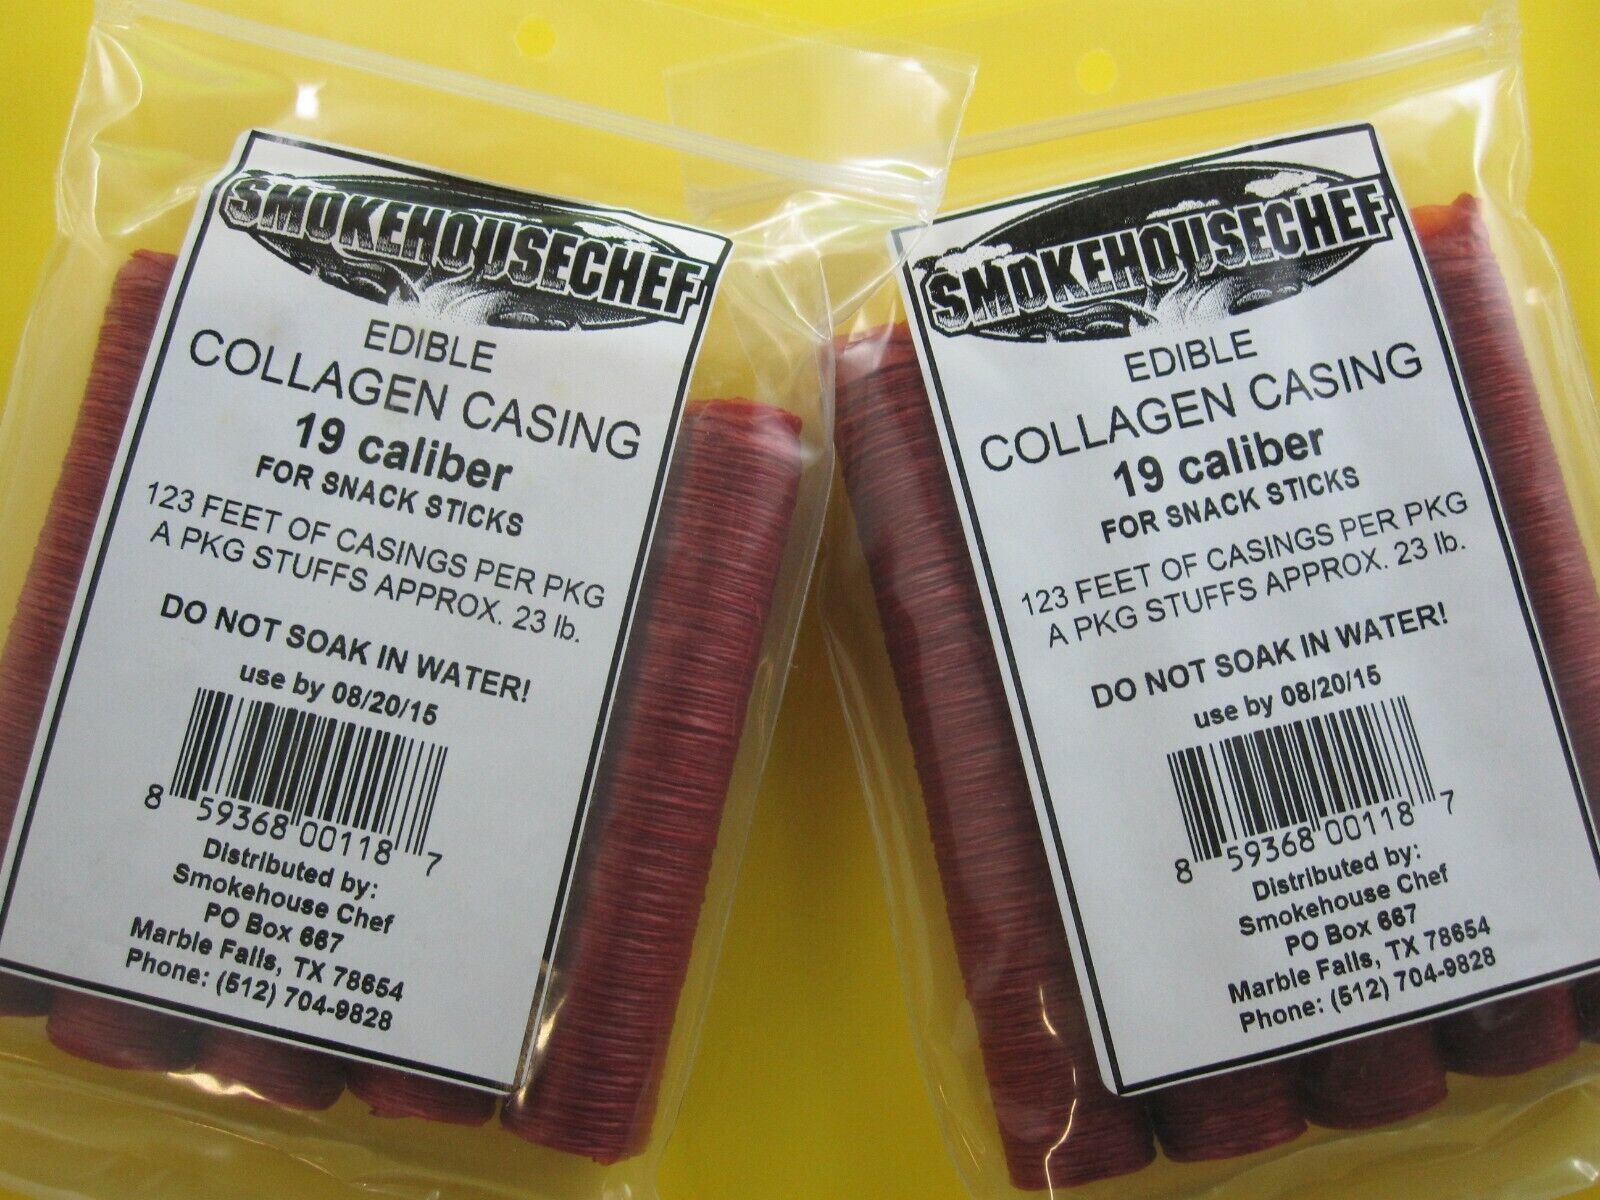 SMOKEHOUSECHEF
EDIBLE
COLLAGEN CASING
19 caliber
FOR SNACK STICKS
123 FEET OF CASINGS PER PKG
A PKG STUFFS APPROX. 23 lb.
DO NOT SOAK IN WATER!
use by 08/20/15
8 59368 00118 7
Distributed by:
Smokehouse Chef
PO Box 667
Marble Falls, TX 78654
Phone: (512) 704-9828
SMOKEHOUSECHEF
EDIBLE
COLLAGEN CASING
19 caliber
FOR SNACK STICKS
123 FEET OF CASINGS PER PKG
A PKG STUFFS APPROX. 23 lb.
DO NOT SOAK IN WATER!
use by 08/20/15
8 59368 00118 7
Distributed by:
Smokehouse Chef
PO Box 667
Marble Falls, TX 78654
Phone: (512) 704-9828